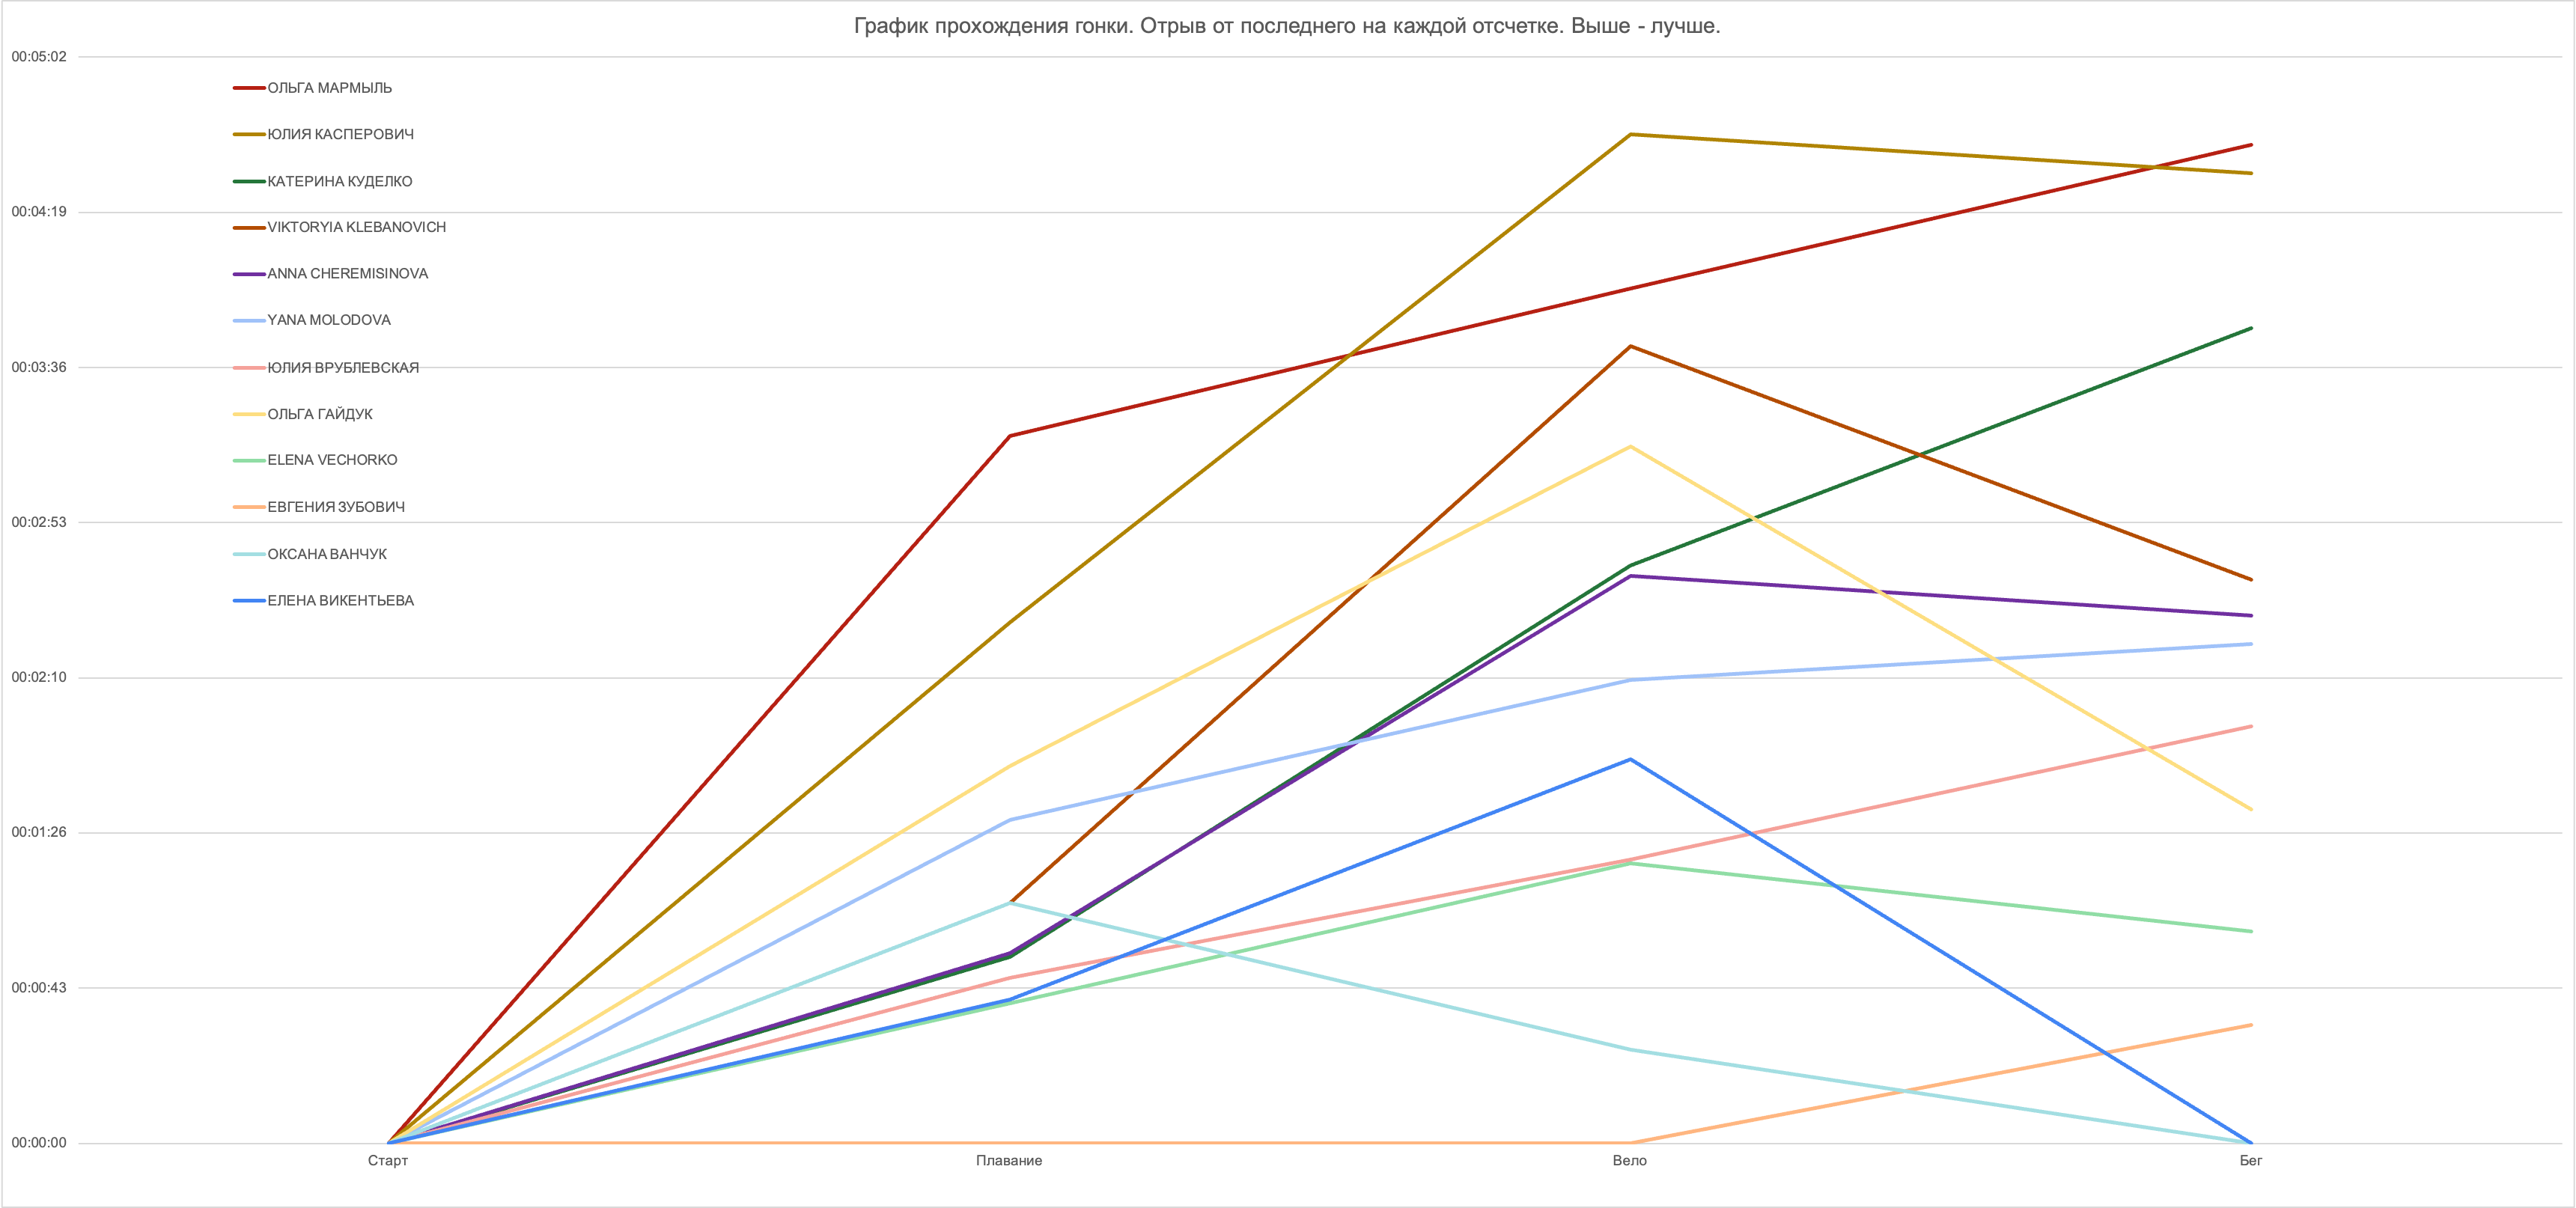 График прохождения гонки. Отрыв от последнего на каждой отсчетке. Выше - лучше.
00:05:02
ОЛЬГА МАРМЫЛЬ
ЮЛИЯ КАСПЕРОВИЧ
КАТЕРИНА КУДЕЛКО
00:04:19
VIKTORYIA KLEBANOVICH
ANNA CHEREMISINOVA
YANA MOLODOVA
00:03:36
ЮЛИЯ ВРУБЛЕВСКАЯ
ОЛЬГА ГАЙДУК
ELENA VECHORKO
ЕВГЕНИЯ ЗУБОВИЧ
00:02:53
ОКСАНА ВАНЧУК
ЕЛЕНА ВИКЕНТЬЕВА
00:02:10
00:01:26
00:00:43
00:00:00
Старт Плавание Вело Бег